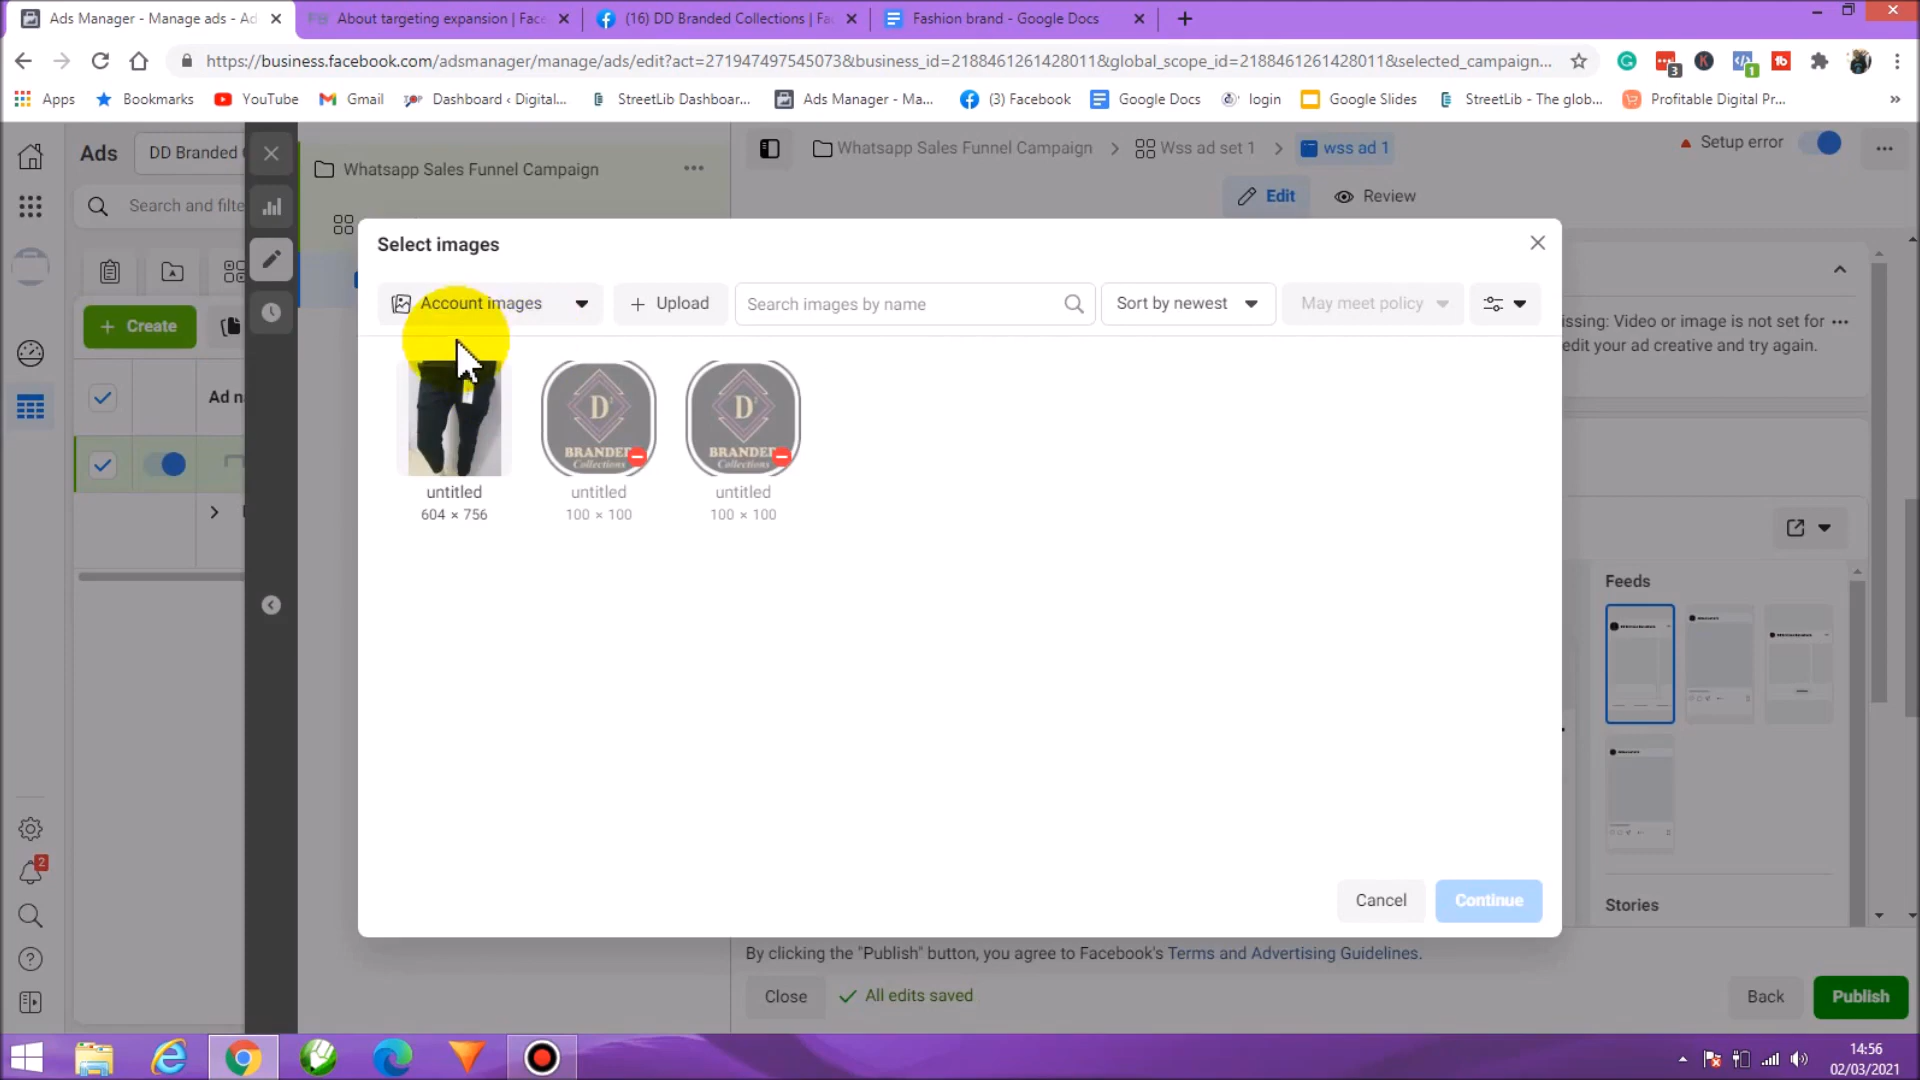 Ads Manager - Manage ads - Ad
About targeting expansion | Face
(16) DD Branded Collections | Fa
Fashion brand - Google Docs
https://business.facebook.com/adsmanager/manage/ads/edit?act=271947497545073&business_id=2188461261428011&global_scope_id=2188461261428011&selected_campaign...
3
1
Apps
Bookmarks
YouTube
Gmail
Dashboard ‹ Digital...
StreetLib Dashboar...
Ads Manager - Ma...
(3) Facebook
Google Docs
login
Google Slides
StreetLib - The glob...
Profitable Digital Pr...
Ads
DD Branded
Search and filte
Create
Ad n
Whatsapp Sales Funnel Campaign
Whatsapp Sales Funnel Campaign
Wss ad set 1
wss ad 1
Setup error
Edit
Review
Select images
Account images
Upload
Search images by name
Sort by newest
May meet policy
untitled
604 × 756
D
BRANDED
Collections
untitled
100 × 100
D
BRANDED
Collections
untitled
100 × 100
Cancel
Continue
issing: Video or image is not set for
edit your ad creative and try again.
Feeds
Stories
By clicking the "Publish" button, you agree to Facebook's Terms and Advertising Guidelines.
Close
All edits saved
Back
Publish
2
14:56
02/03/2021